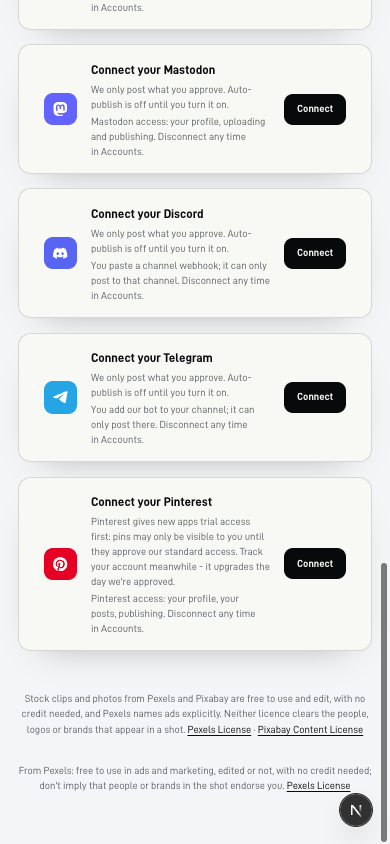 in Accounts.
Connect your Mastodon
We only post what you approve. Auto-
publish is off until you turn it on.
Mastodon access: your profile, uploading
and publishing. Disconnect any time
in Accounts.
Connect
Connect your Discord
We only post what you approve. Auto-
publish is off until you turn it on.
You paste a channel webhook; it can only
post to that channel. Disconnect any time
in Accounts.
Connect
Connect your Telegram
We only post what you approve. Auto-
publish is off until you turn it on.
You add our bot to your channel; it can
only post there. Disconnect any time
in Accounts.
Connect
Connect your Pinterest
Pinterest gives new apps trial access
first: pins may only be visible to you until
they approve our standard access. Track
your account meanwhile - it upgrades the
day we're approved.
Pinterest access: your profile, your
posts, publishing. Disconnect any time
in Accounts.
Connect
Stock clips and photos from Pexels and Pixabay are free to use and edit, with no
credit needed, and Pexels names ads explicitly. Neither licence clears the people,
logos or brands that appear in a shot. Pexels License · Pixabay Content License
From Pexels: free to use in ads and marketing, edited or not, with no credit needed;
don't imply that people or brands in the shot endorse you. Pexels License
N